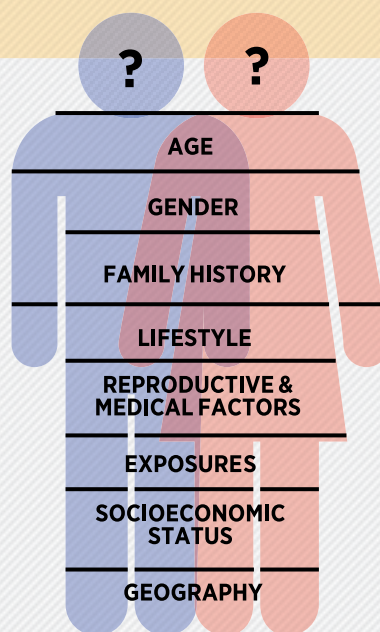 ? ?
AGE
GENDER
FAMILY HISTORY
LIFESTYLE
REPRODUCTIVE &
MEDICAL FACTORS
EXPOSURES
SOCIOECONOMIC
STATUS
GEOGRAPHY